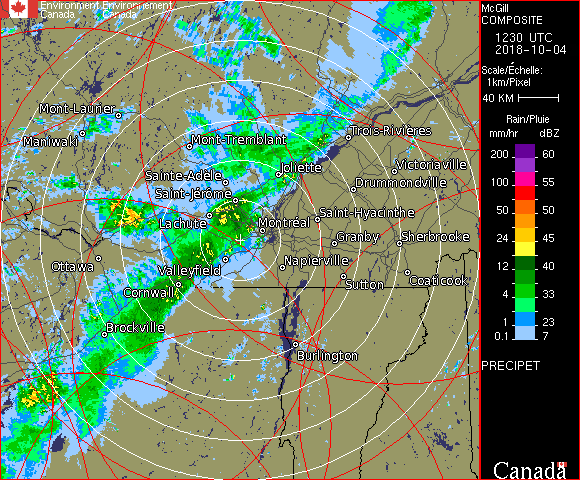 Environment Environnement
Canada Canada
McGill
COMPOSITE
1230 UTC
2018-10-04
Scale/Échelle:
1km/Pixel
40 KM
Rain/Pluie
mm/hr dBZ
200 60
100 55
50 50
24 45
12 40
4 33
1 23
0.1 7
PRECIPET
Canada
Mont-Laurier
Maniwaki
Mont-Tremblant
Trois-Rivières
Sainte-Adèle
Joliette
Victoriaville
Saint-Jérôme
Drummondville
Lachute
Montréal
Saint-Hyacinthe
Ottawa
Granby
Sherbrooke
Valleyfield
Napierville
Cornwall
Sutton
Coaticook
Brockville
Burlington